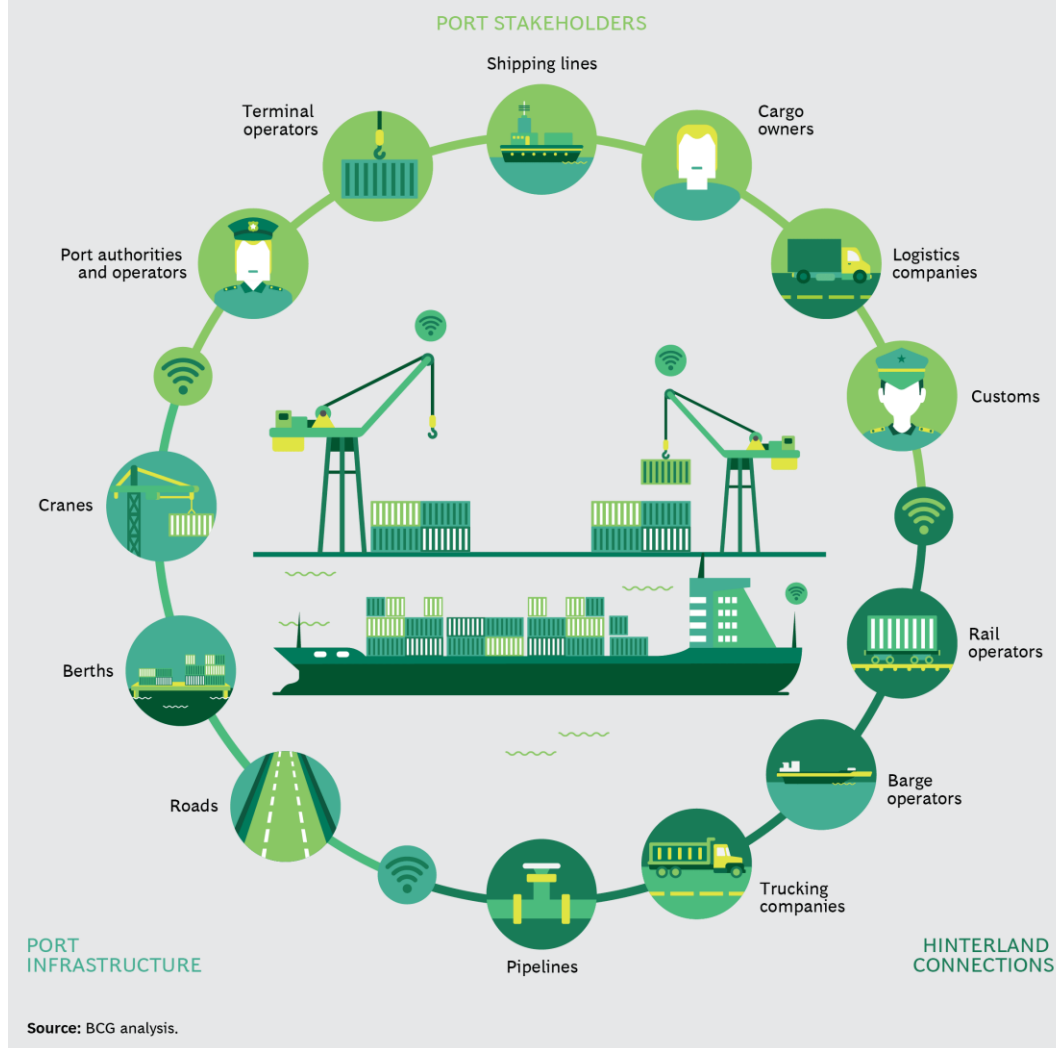 PORT STAKEHOLDERS
Shipping lines
Terminal
operators
Cargo
owners
Port authorities
and operators
Logistics
companies
Customs
Cranes
Rail
operators
Berths
Barge
operators
Roads
Trucking
companies
Pipelines
PORT
INFRASTRUCTURE
HINTERLAND
CONNECTIONS
Source: BCG analysis.